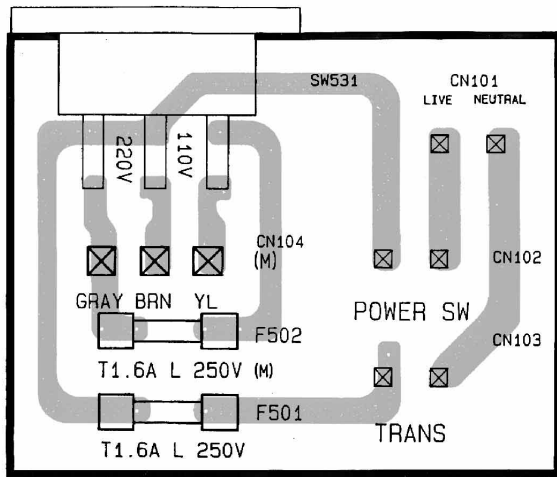 SW531
CN101
LIVE NEUTRAL
220V
110V
CN104
(M)
CN102
GRAY BRN YL
POWER SW
F502
CN103
T1.6A L 250V (M)
F501
TRANS
T1.6A L 250V